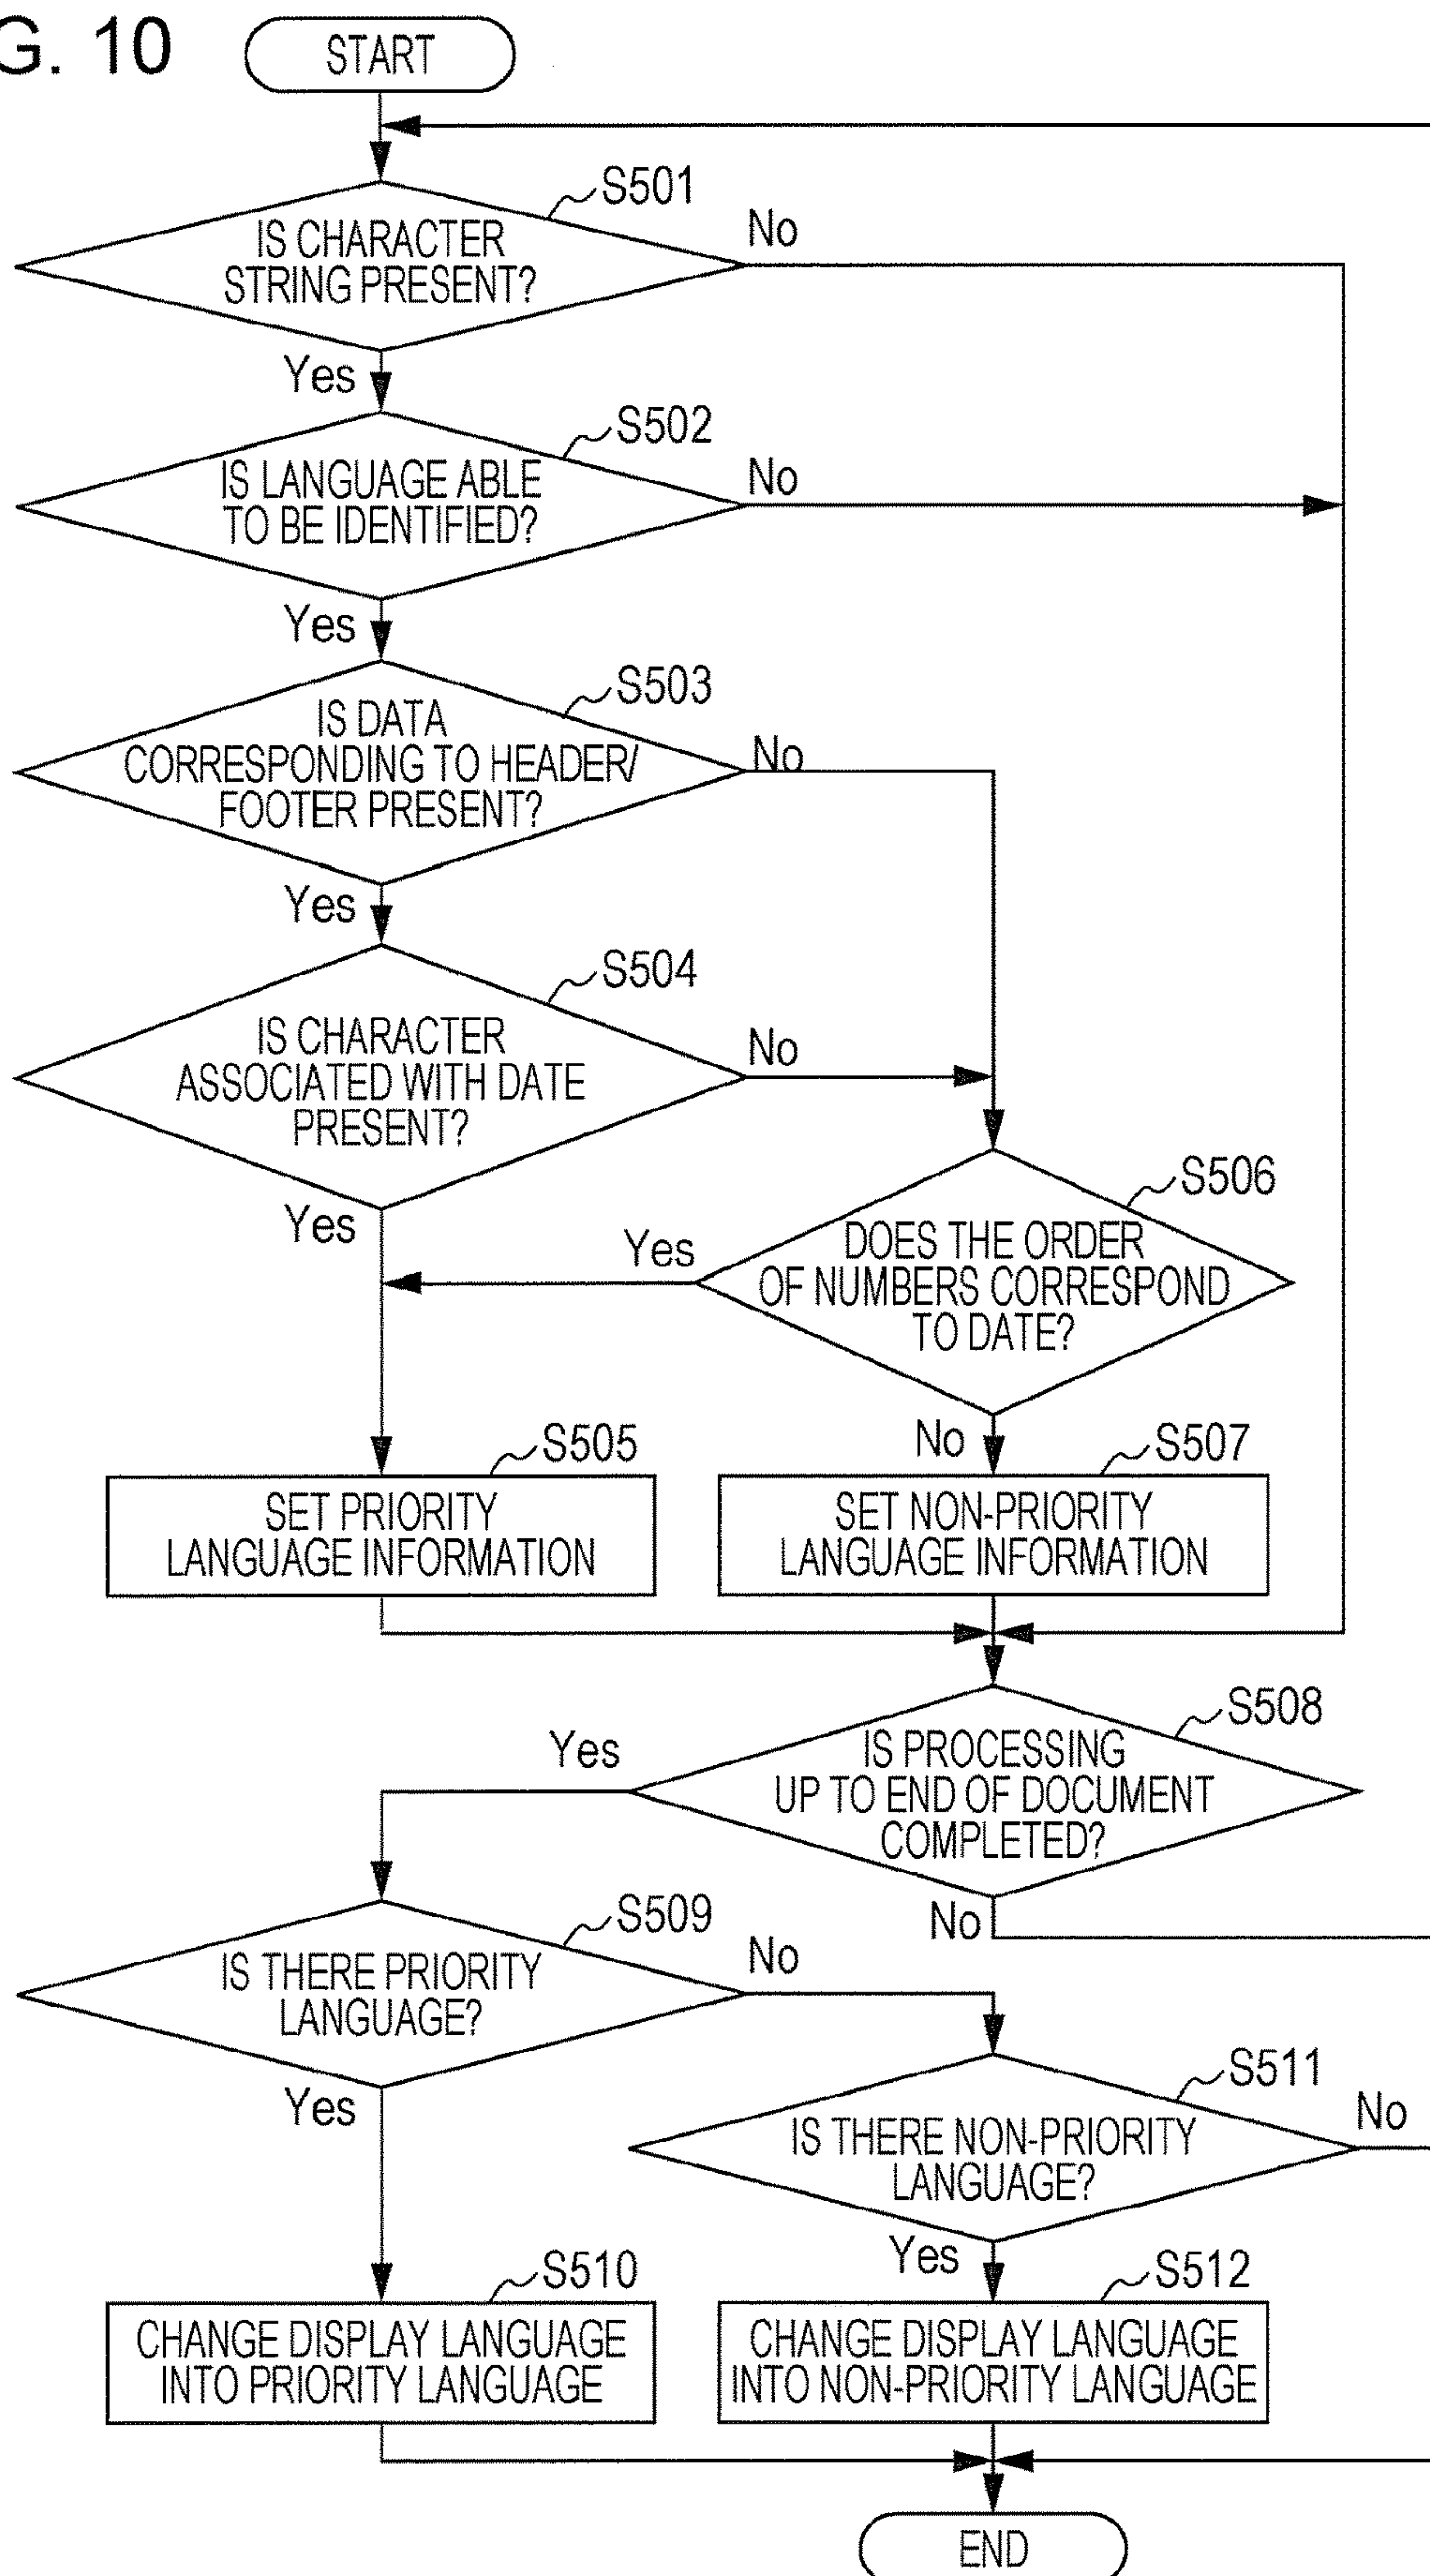 G. 10
START
S501
IS CHARACTER
STRING PRESENT?
No
Yes
S502
IS LANGUAGE ABLE
TO BE IDENTIFIED?
No
Yes
S503
IS DATA
CORRESPONDING TO HEADER/
FOOTER PRESENT?
No
Yes
S504
IS CHARACTER
ASSOCIATED WITH DATE
PRESENT?
No
Yes
S506
DOES THE ORDER
OF NUMBERS CORRESPOND
TO DATE?
Yes
No
S505
SET PRIORITY
LANGUAGE INFORMATION
S507
SET NON-PRIORITY
LANGUAGE INFORMATION
S508
IS PROCESSING
UP TO END OF DOCUMENT
COMPLETED?
Yes
No
S509
IS THERE PRIORITY
LANGUAGE?
No
Yes
S511
IS THERE NON-PRIORITY
LANGUAGE?
No
Yes
S510
CHANGE DISPLAY LANGUAGE
INTO PRIORITY LANGUAGE
S512
CHANGE DISPLAY LANGUAGE
INTO NON-PRIORITY LANGUAGE
END